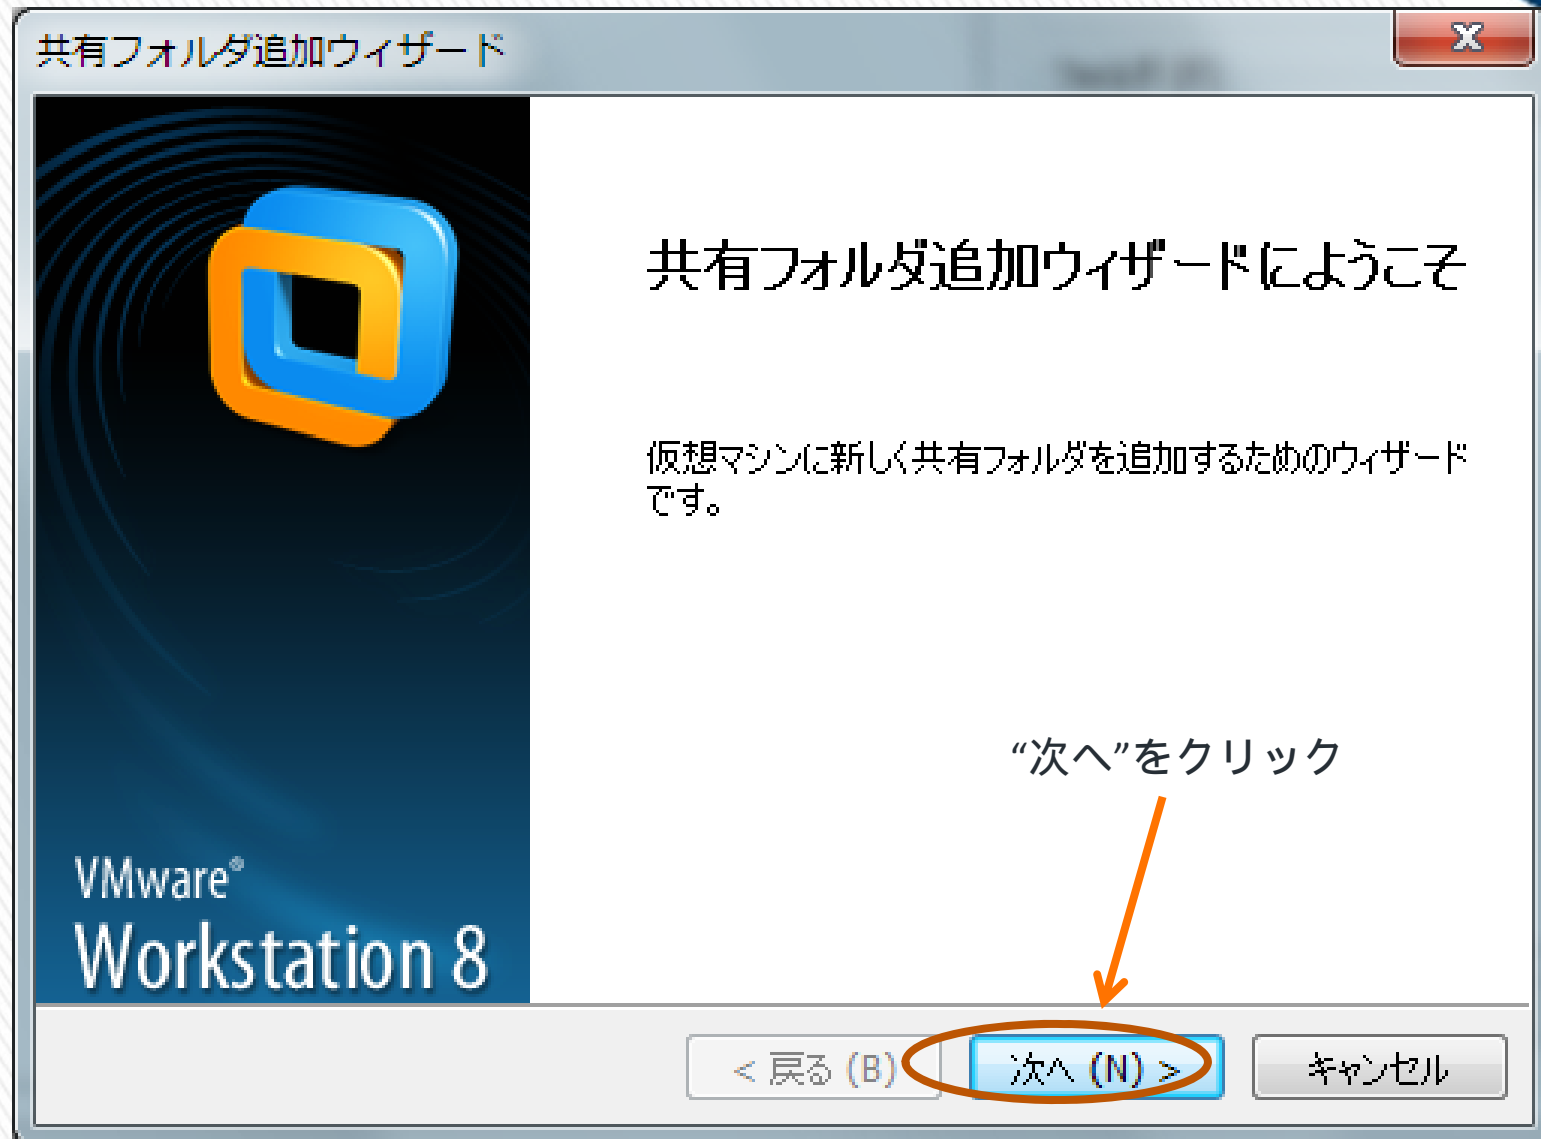 共有フォルダ追加ウィザード
共有フォルダ追加ウィザードにようこそ
仮想マシンに新しく共有フォルダを追加するためのウィザード
です。
“次へ”をクリック
VMware®
Workstation 8
< 戻る (B)
次へ (N) >
キャンセル